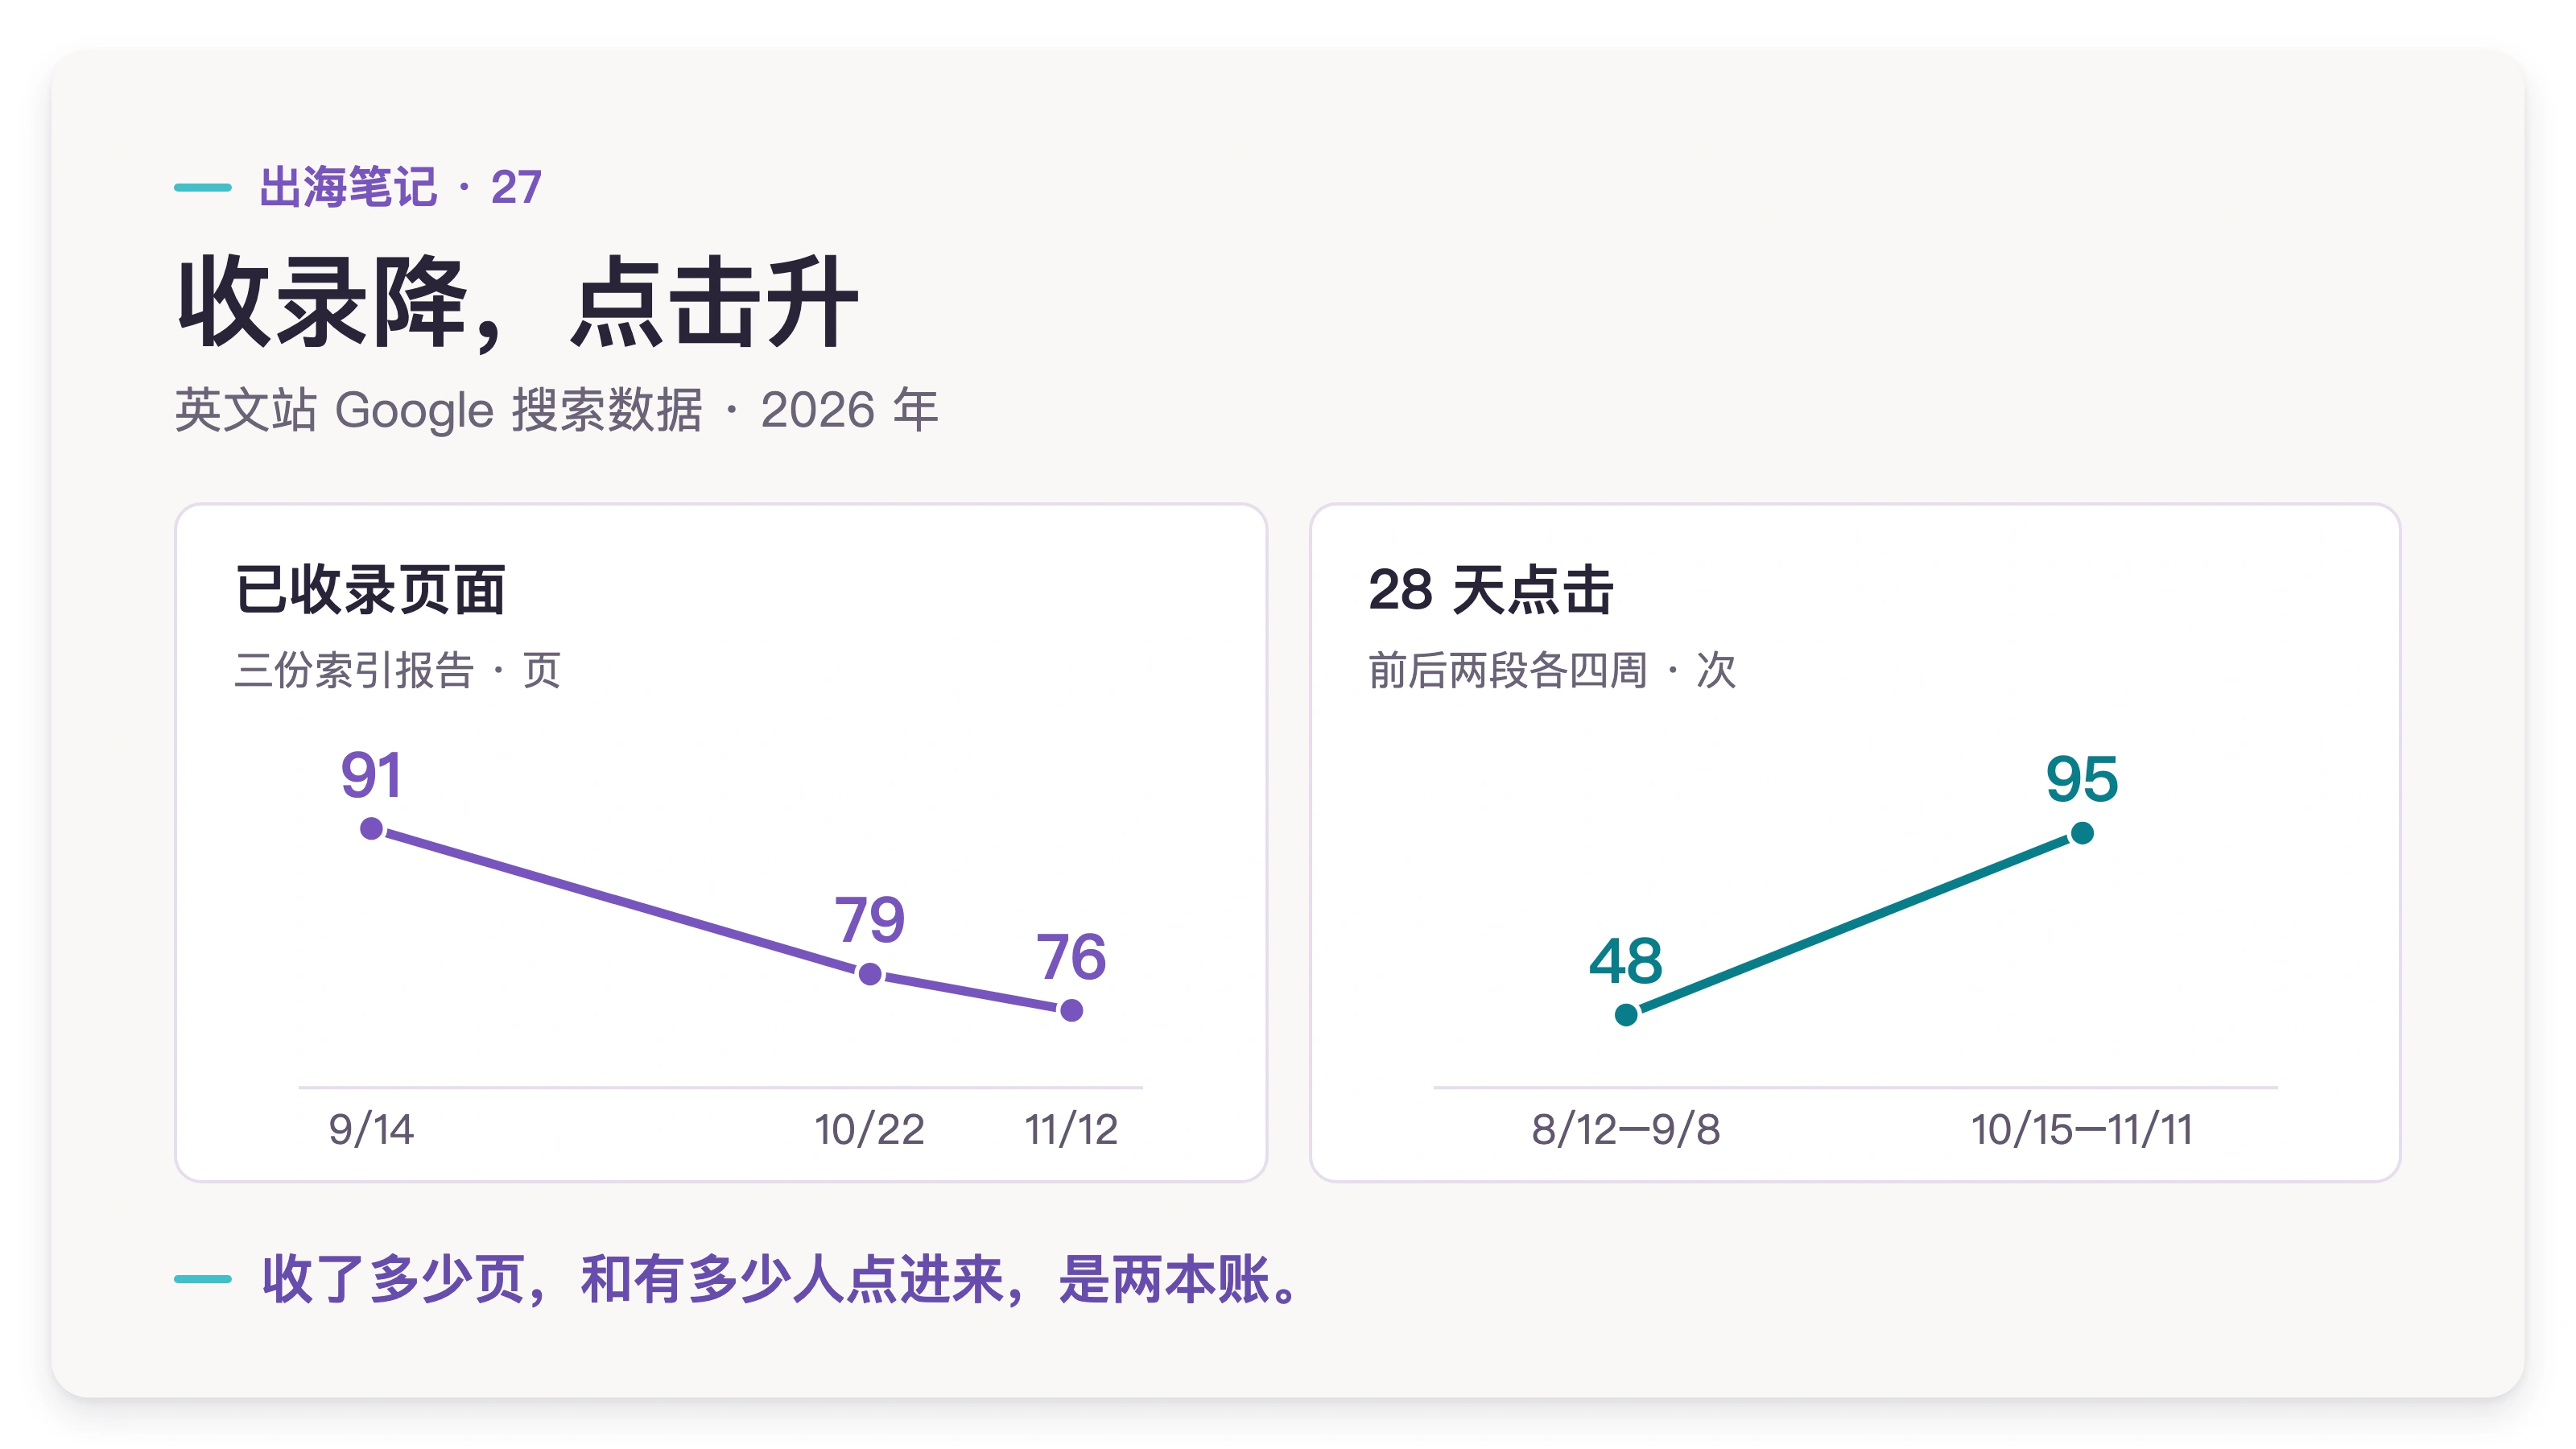 出海笔记 · 27
收录降，点击升
英文站 Google 搜索数据 · 2026 年
已收录页面
三份索引报告 · 页
91
79
76
9/14
10/22
11/12
28 天点击
前后两段各四周 · 次
48
95
8/12–9/8
10/15–11/11
收了多少页，和有多少人点进来，是两本账。